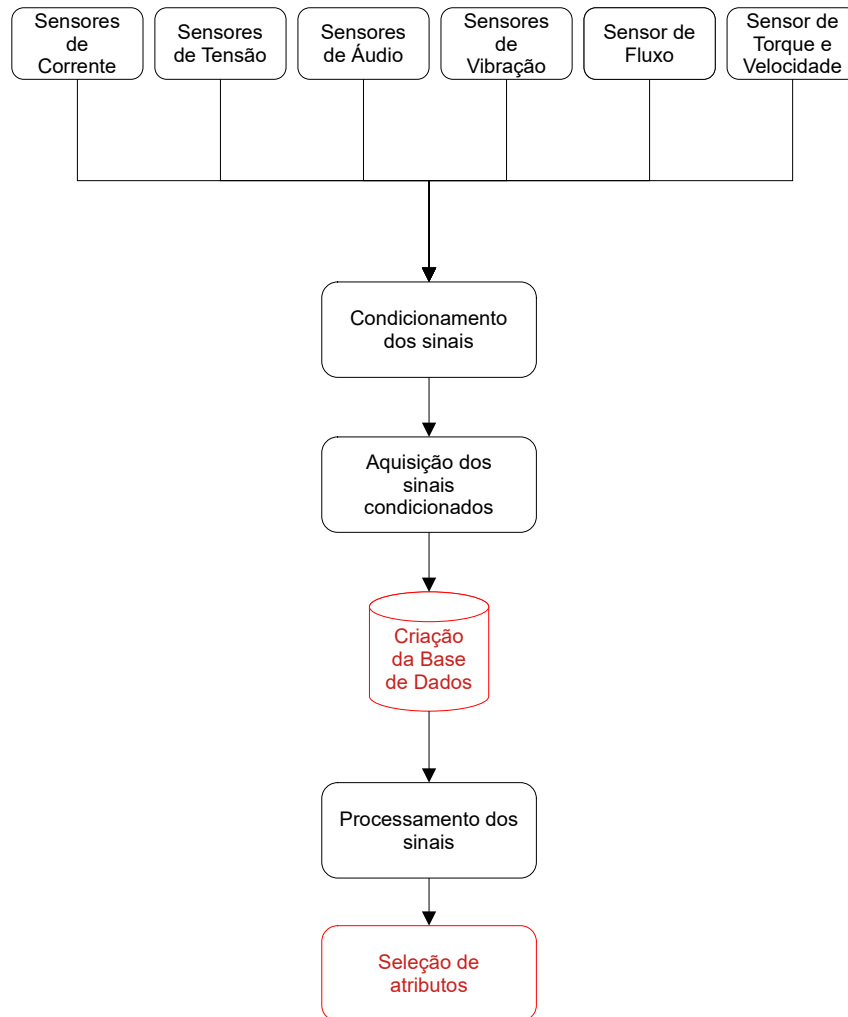 Sensores
de
Corrente
Sensores
de Tensão
Sensores
de Áudio
Sensores
de
Vibração
Sensor de
Fluxo
Sensor de
Torque e
Velocidade
Condicionamento
dos sinais
Aquisição dos
sinais
condicionados
Criação
da Base
de Dados
Processamento dos
sinais
Seleção de
atributos